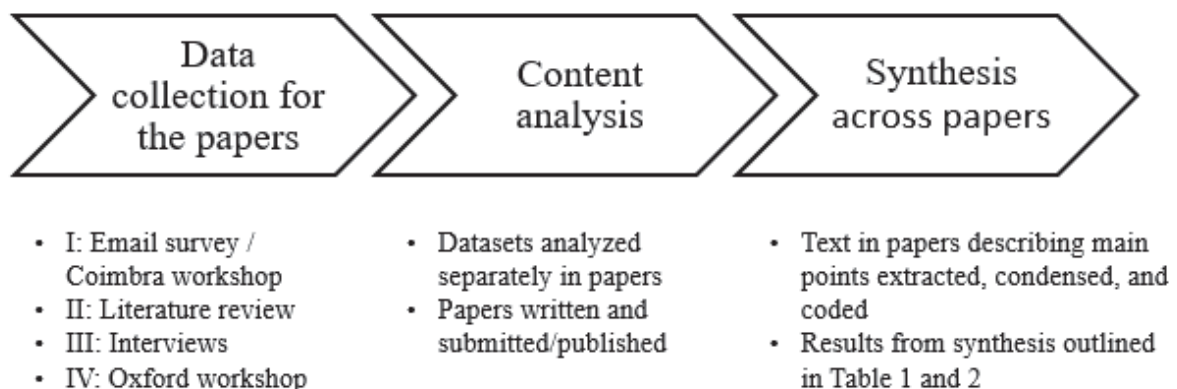 Data
collection for
the papers
Content
analysis
Synthesis
across papers
• I: Email survey /
Coimbra workshop
• II: Literature review
• III: Interviews
• IV: Oxford workshop
• Datasets analyzed
separately in papers
• Papers written and
submitted/published
• Text in papers describing main
points extracted, condensed, and
coded
• Results from synthesis outlined
in Table 1 and 2